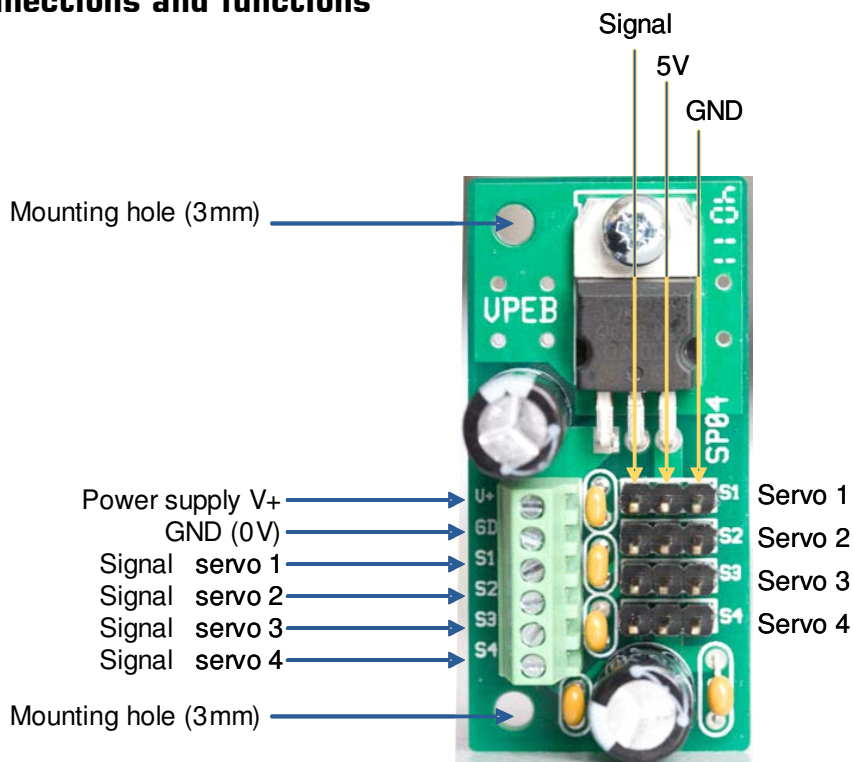 nnections and functions
Signal
5V
GND
Mounting hole (3mm)
VPEB
SP04
Power supply V+
GND (0V)
Signal servo 1
Signal servo 2
Signal servo 3
Signal servo 4
V+
GD
S1
S2
S3
S4
S1
S2
S3
S4
Servo 1
Servo 2
Servo 3
Servo 4
Mounting hole (3mm)